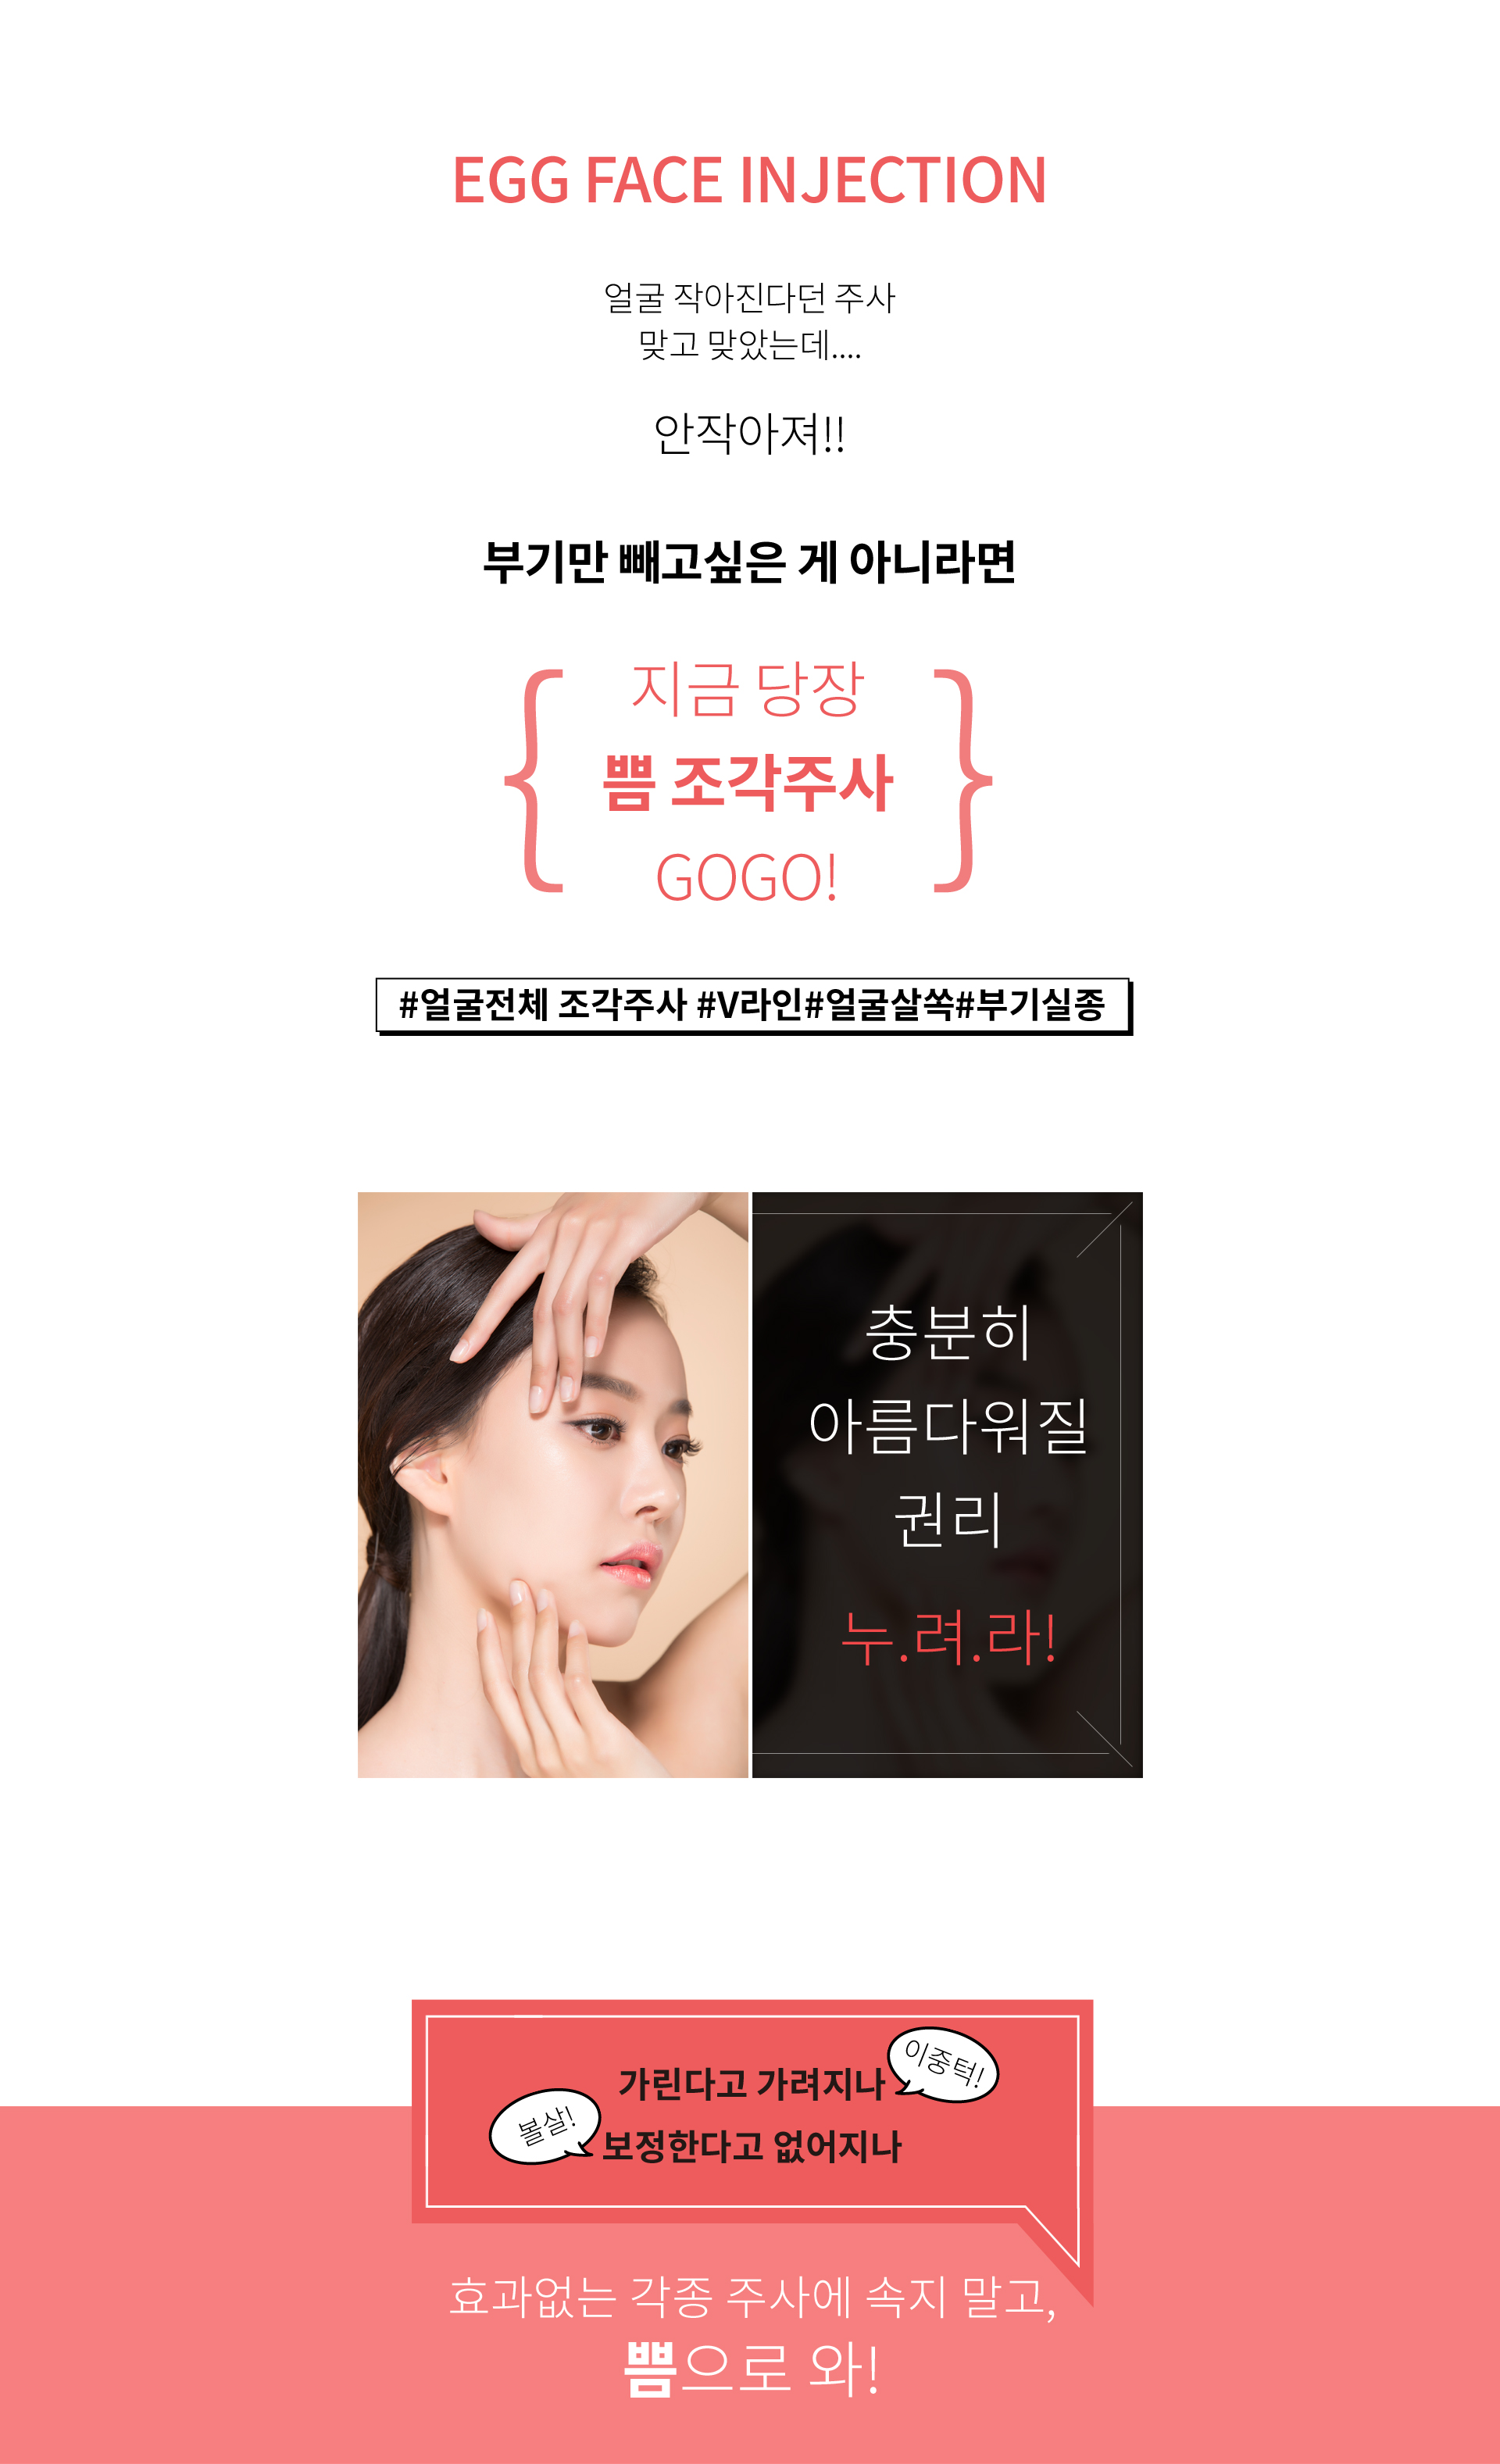 EGG FACE INJECTION
얼굴 작아진다던 주사
맞고 맞았는데....
안작아져!!
부기만 빼고싶은 게 아니라면
지금 당장
쁨 조각주사
GOGO!
#얼굴전체 조각주사 #V라인#얼굴살쏙#부기실종
충분히
아름다워질
권리
누.려.라!
이중턱!
가린다고 가려지나
볼살!
보정한다고 없어지나
효과없는 각종 주사에 속지 말고,
쁨으로 와!